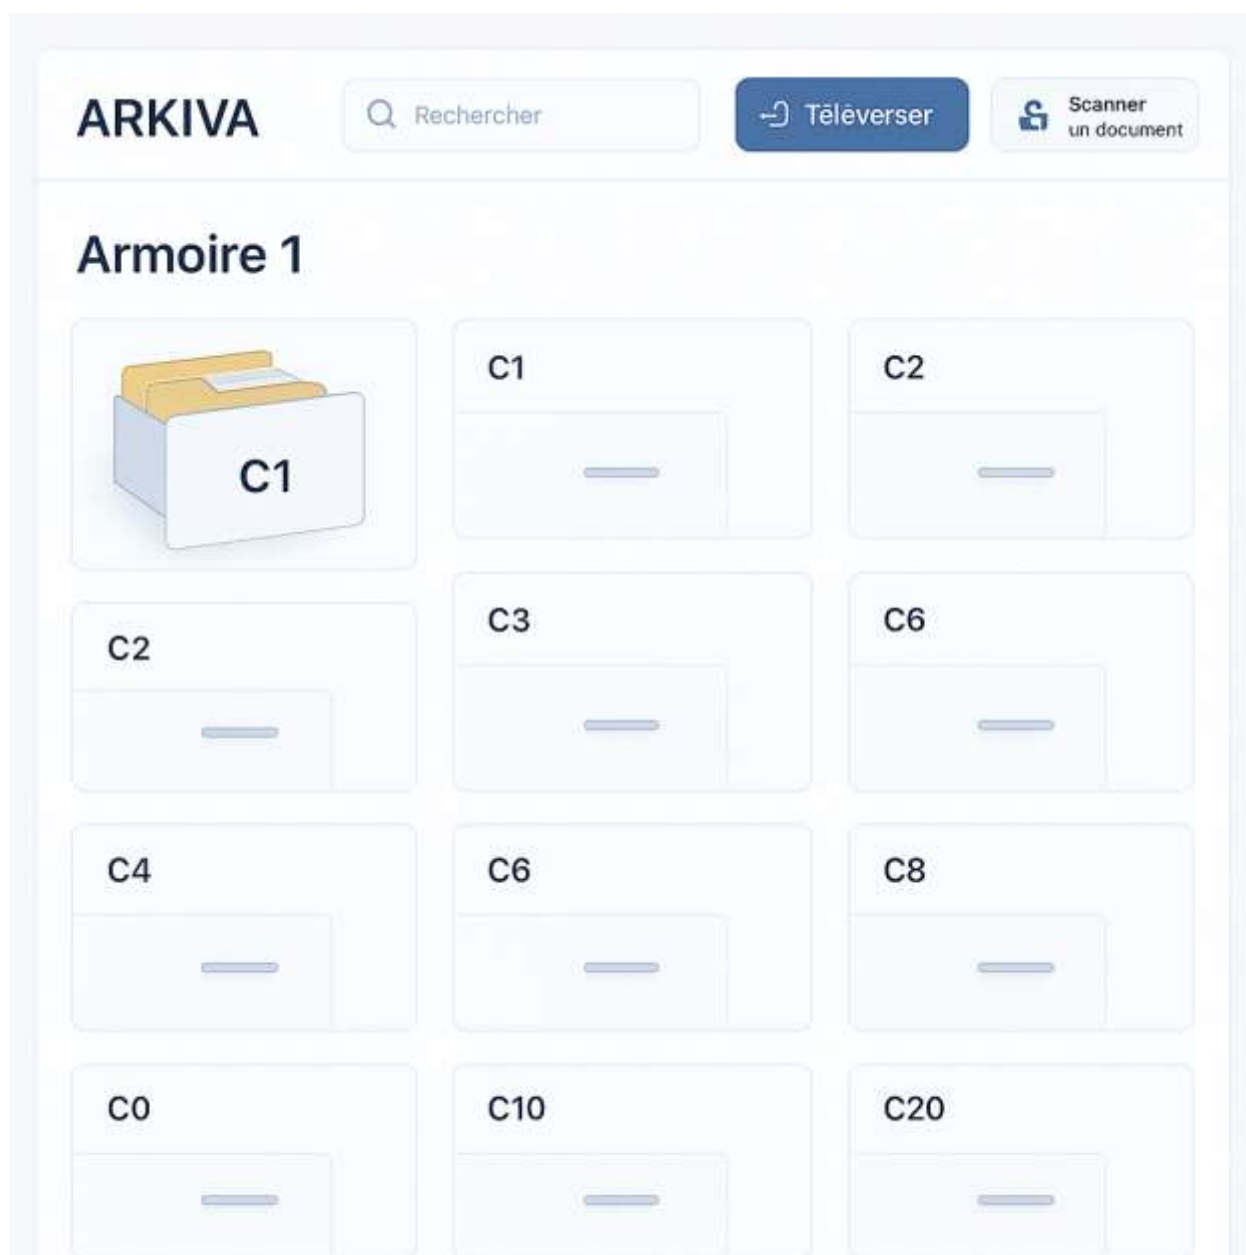 ARKIVA
Rechercher
Tēlēverser
Scanner
un document
Armoire 1
C1
C1
C2
C2
C3
C6
C4
C6
C8
C0
C10
C20